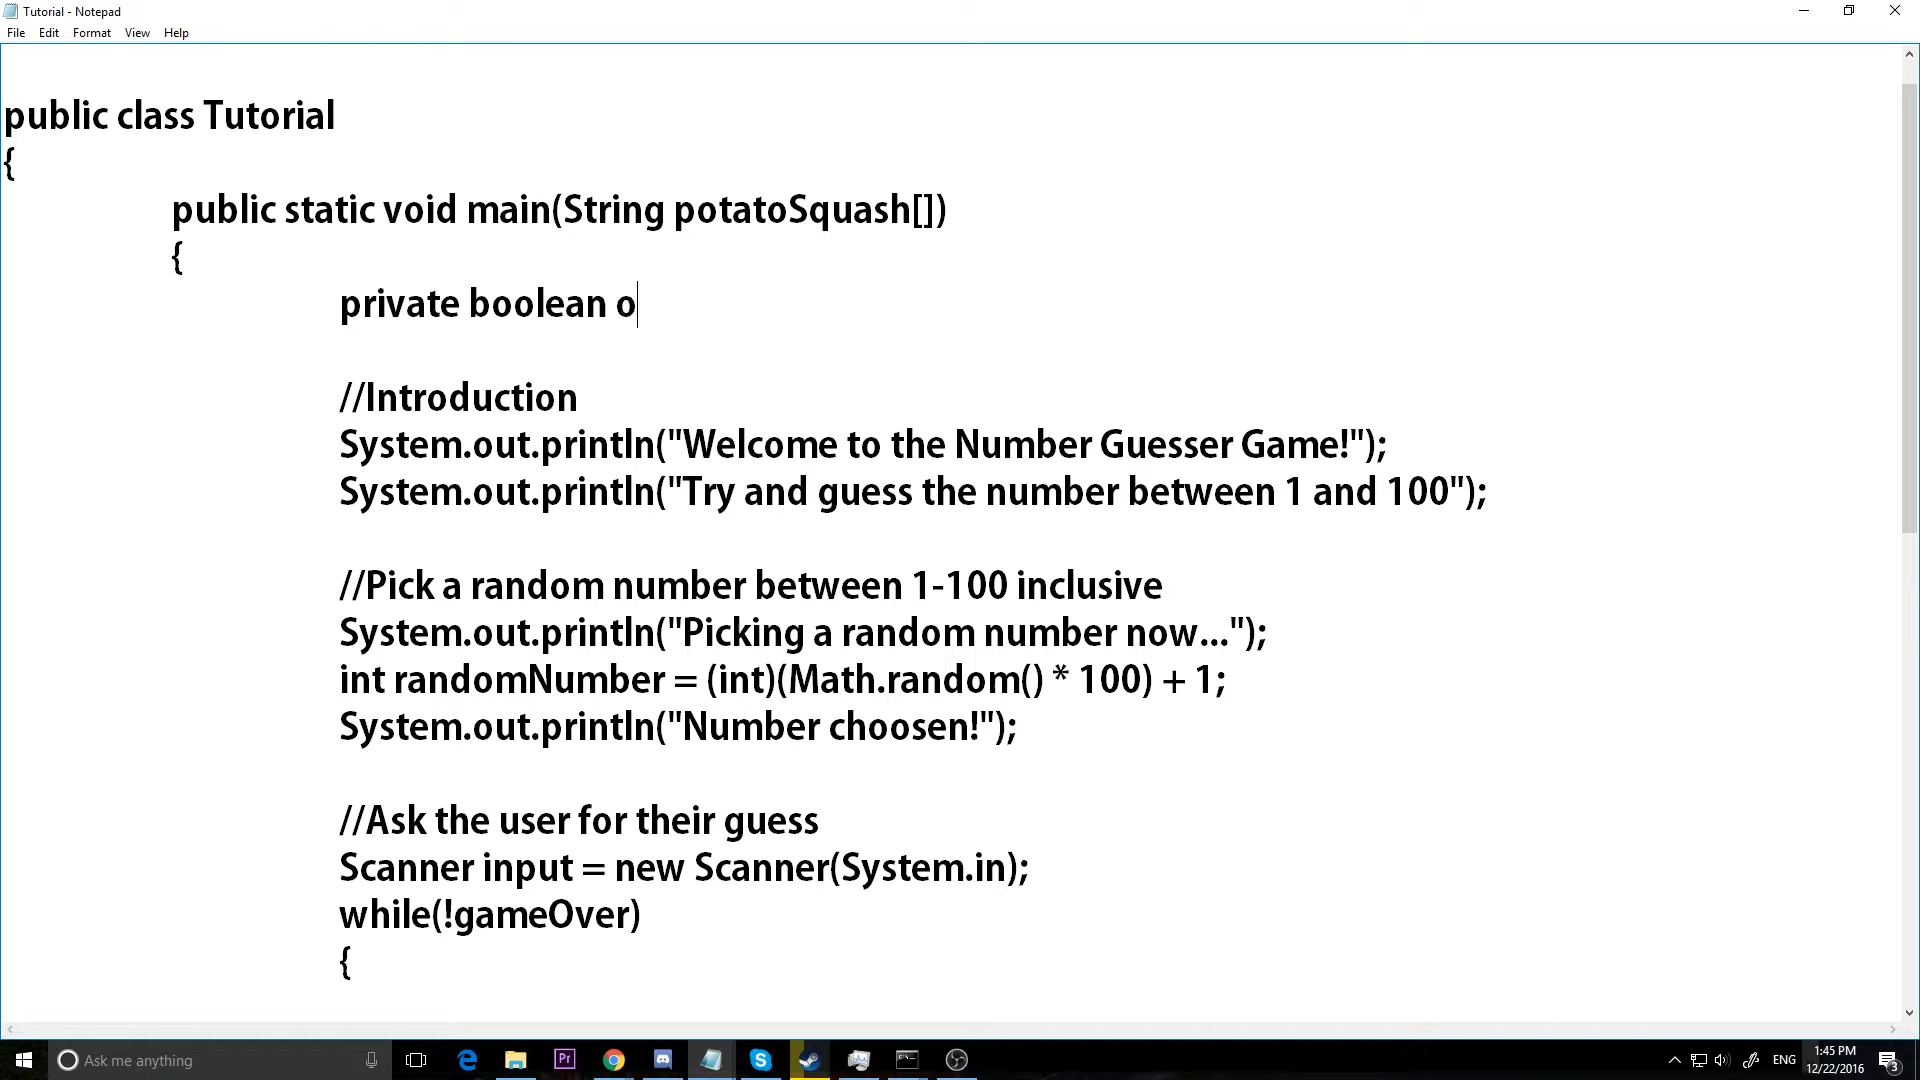 Tutorial - Notepad
File Edit Format View Help
public class Tutorial
{
public static void main(String potatoSquash[])
{
private boolean o
//Introduction
System.out.println("Welcome to the Number Guesser Game!");
System.out.println("Try and guess the number between 1 and 100");
//Pick a random number between 1-100 inclusive
System.out.println("Picking a random number now...");
int randomNumber = (int)(Math.random() * 100) + 1;
System.out.println("Number choosen!");
//Ask the user for their guess
Scanner input = new Scanner(System.in);
while(!gameOver)
{
Ask me anything
Pr
ENG
1:45 PM
12/22/2016
3